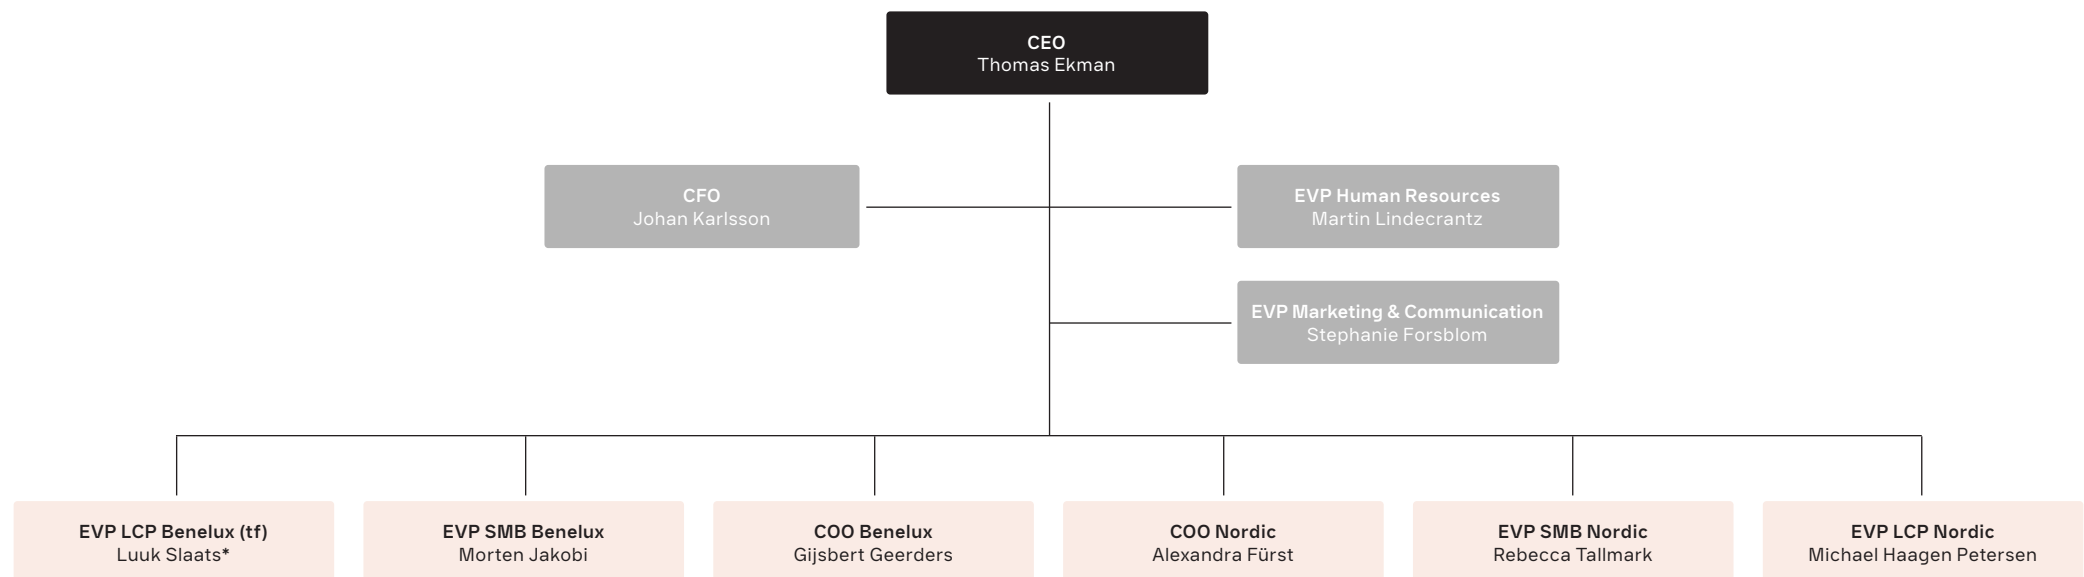 CEO
Thomas Ekman
CFO
Johan Karlsson
EVP Human Resources
Martin Lindecrantz
EVP Marketing & Communication
Stephanie Forsblom
EVP LCP Benelux (tf)
Luuk Slaats*
EVP SMB Benelux
Morten Jakobi
COO Benelux
Gijsbert Geerders
COO Nordic
Alexandra Fürst
EVP SMB Nordic
Rebecca Tallmark
EVP LCP Nordic
Michael Haagen Petersen